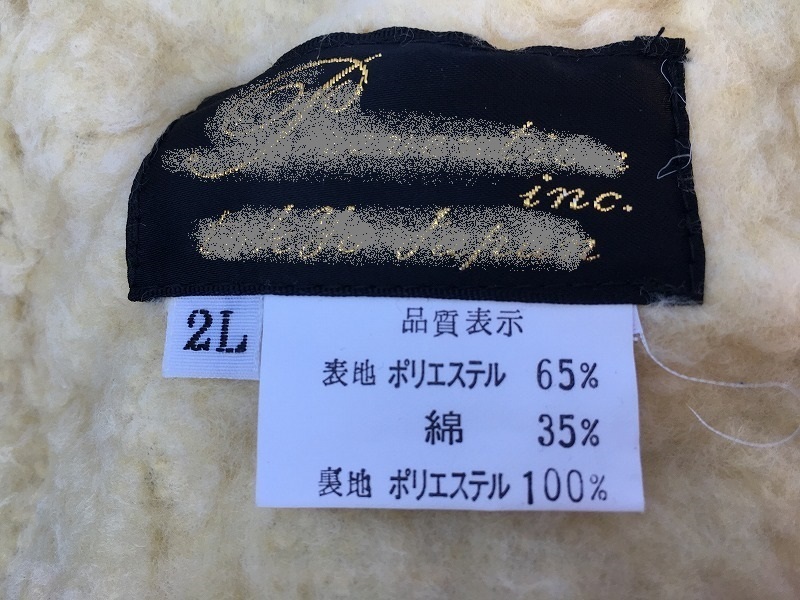 inc.
2L
品質表示
表地 ポリエステル 65%
綿 35%
裏地 ポリエステル 100%